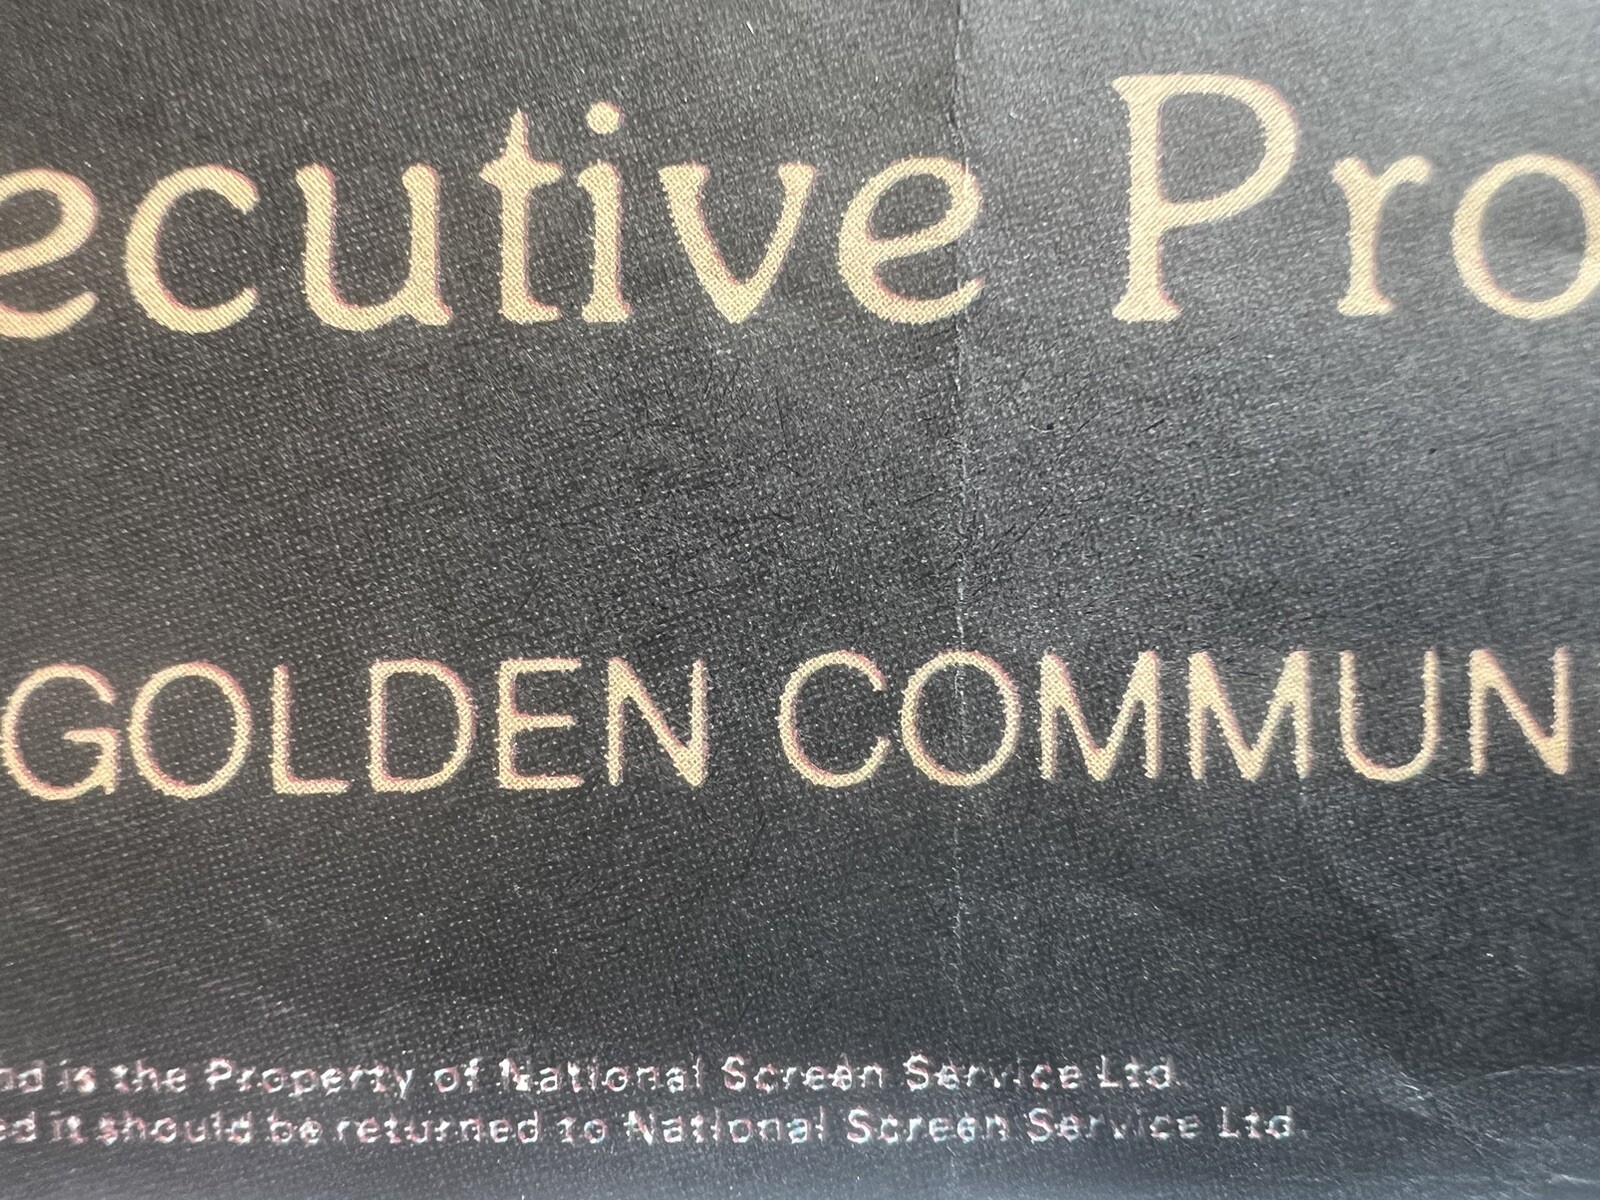 ecutive Pro
GOLDEN COMMUN
nd is the Property of National Screen Service Ltd.
ed it should be returned to National Screen Service Ltd.